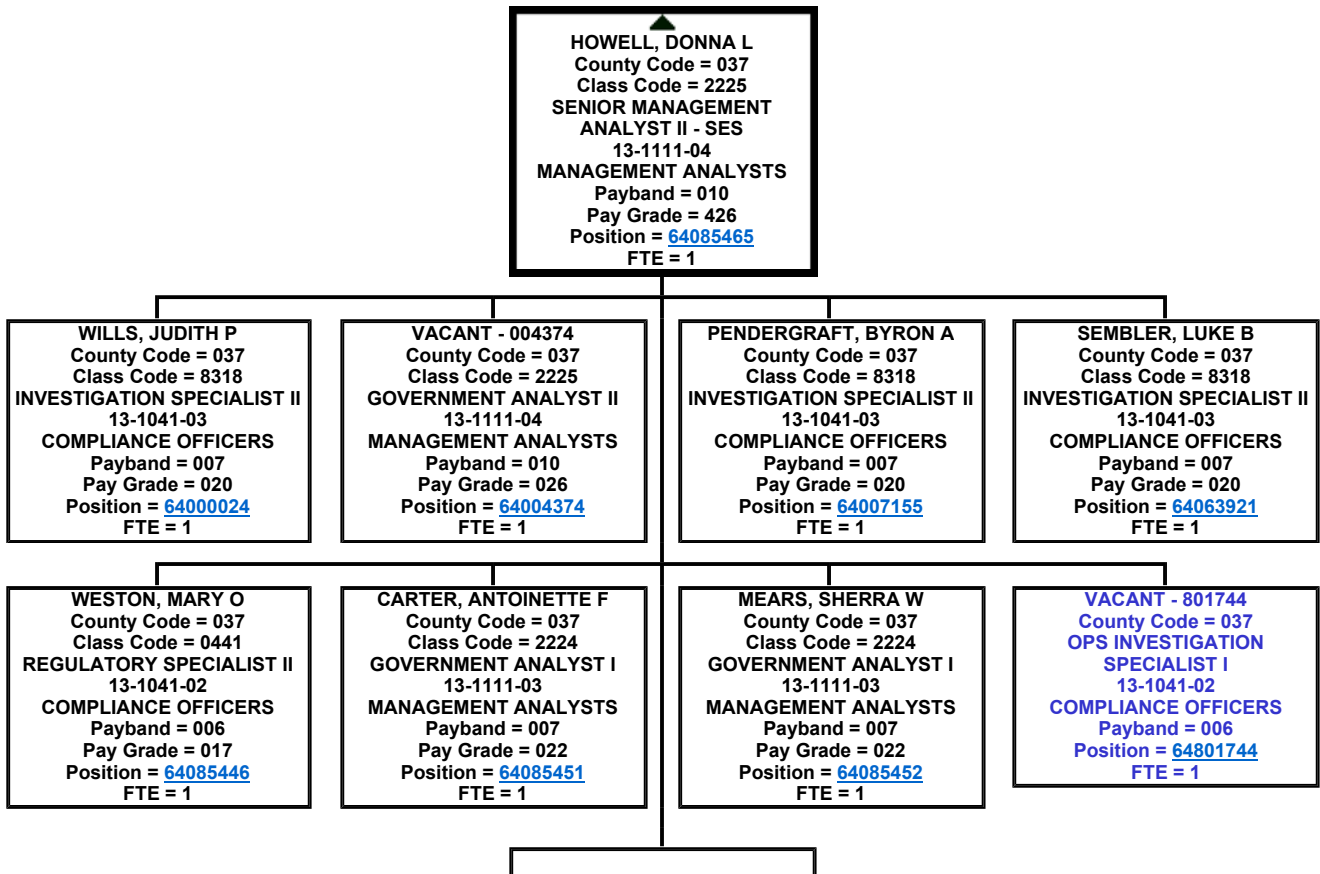 HOWELL, DONNA L
County Code = 037
Class Code = 2225
SENIOR MANAGEMENT
ANALYST II - SES
13-1111-04
MANAGEMENT ANALYSTS
Payband = 010
Pay Grade = 426
Position = 64085465
FTE = 1
WILLS, JUDITH P
County Code = 037
Class Code = 8318
INVESTIGATION SPECIALIST II
13-1041-03
COMPLIANCE OFFICERS
Payband = 007
Pay Grade = 020
Position = 64000024
FTE = 1
VACANT - 004374
County Code = 037
Class Code = 2225
GOVERNMENT ANALYST II
13-1111-04
MANAGEMENT ANALYSTS
Payband = 010
Pay Grade = 026
Position = 64004374
FTE = 1
PENDERGRAFT, BYRON A
County Code = 037
Class Code = 8318
INVESTIGATION SPECIALIST II
13-1041-03
COMPLIANCE OFFICERS
Payband = 007
Pay Grade = 020
Position = 64007155
FTE = 1
SEMBLER, LUKE B
County Code = 037
Class Code = 8318
INVESTIGATION SPECIALIST II
13-1041-03
COMPLIANCE OFFICERS
Payband = 007
Pay Grade = 020
Position = 64063921
FTE = 1
WESTON, MARY O
County Code = 037
Class Code = 0441
REGULATORY SPECIALIST II
13-1041-02
COMPLIANCE OFFICERS
Payband = 006
Pay Grade = 017
Position = 64085446
FTE = 1
CARTER, ANTOINETTE F
County Code = 037
Class Code = 2224
GOVERNMENT ANALYST I
13-1111-03
MANAGEMENT ANALYSTS
Payband = 007
Pay Grade = 022
Position = 64085451
FTE = 1
MEARS, SHERRA W
County Code = 037
Class Code = 2224
GOVERNMENT ANALYST I
13-1111-03
MANAGEMENT ANALYSTS
Payband = 007
Pay Grade = 022
Position = 64085452
FTE = 1
VACANT - 801744
County Code = 037
OPS INVESTIGATION
SPECIALIST I
13-1041-02
COMPLIANCE OFFICERS
Payband = 006
Position = 64801744
FTE = 1